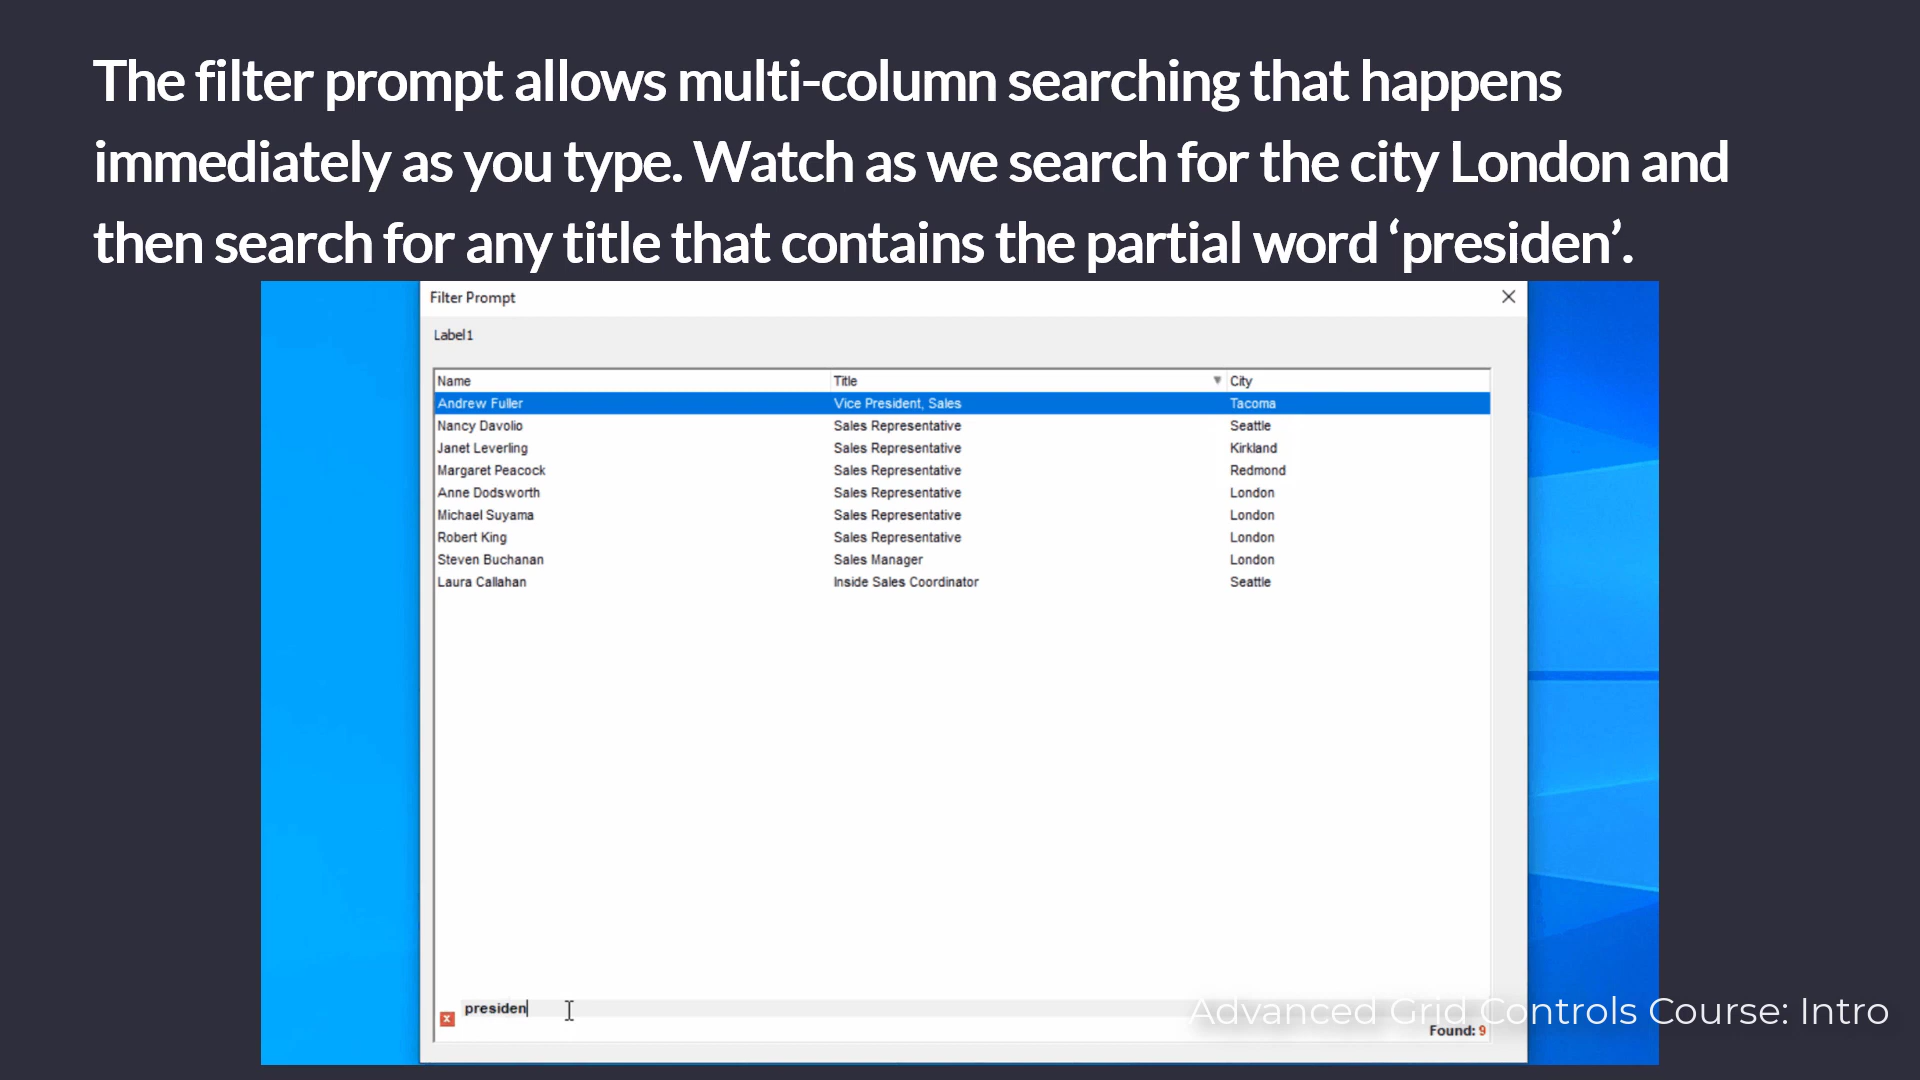 The filter prompt allows multi-column searching that happens
immediately as you type. Watch as we search for the city London and
then search for any title that contains the partial word ‘presiden’.
Filter Prompt
Label1
Name Title City
Andrew Fuller Vice President, Sales Tacoma
Nancy Davolio Sales Representative Seattle
Janet Leverling Sales Representative Kirkland
Margaret Peacock Sales Representative Redmond
Anne Dodsworth Sales Representative London
Michael Suyama Sales Representative London
Robert King Sales Representative London
Steven Buchanan Sales Manager London
Laura Callahan Inside Sales Coordinator Seattle
presiden
Advanced Grid Controls Course: Intro
Found: 9